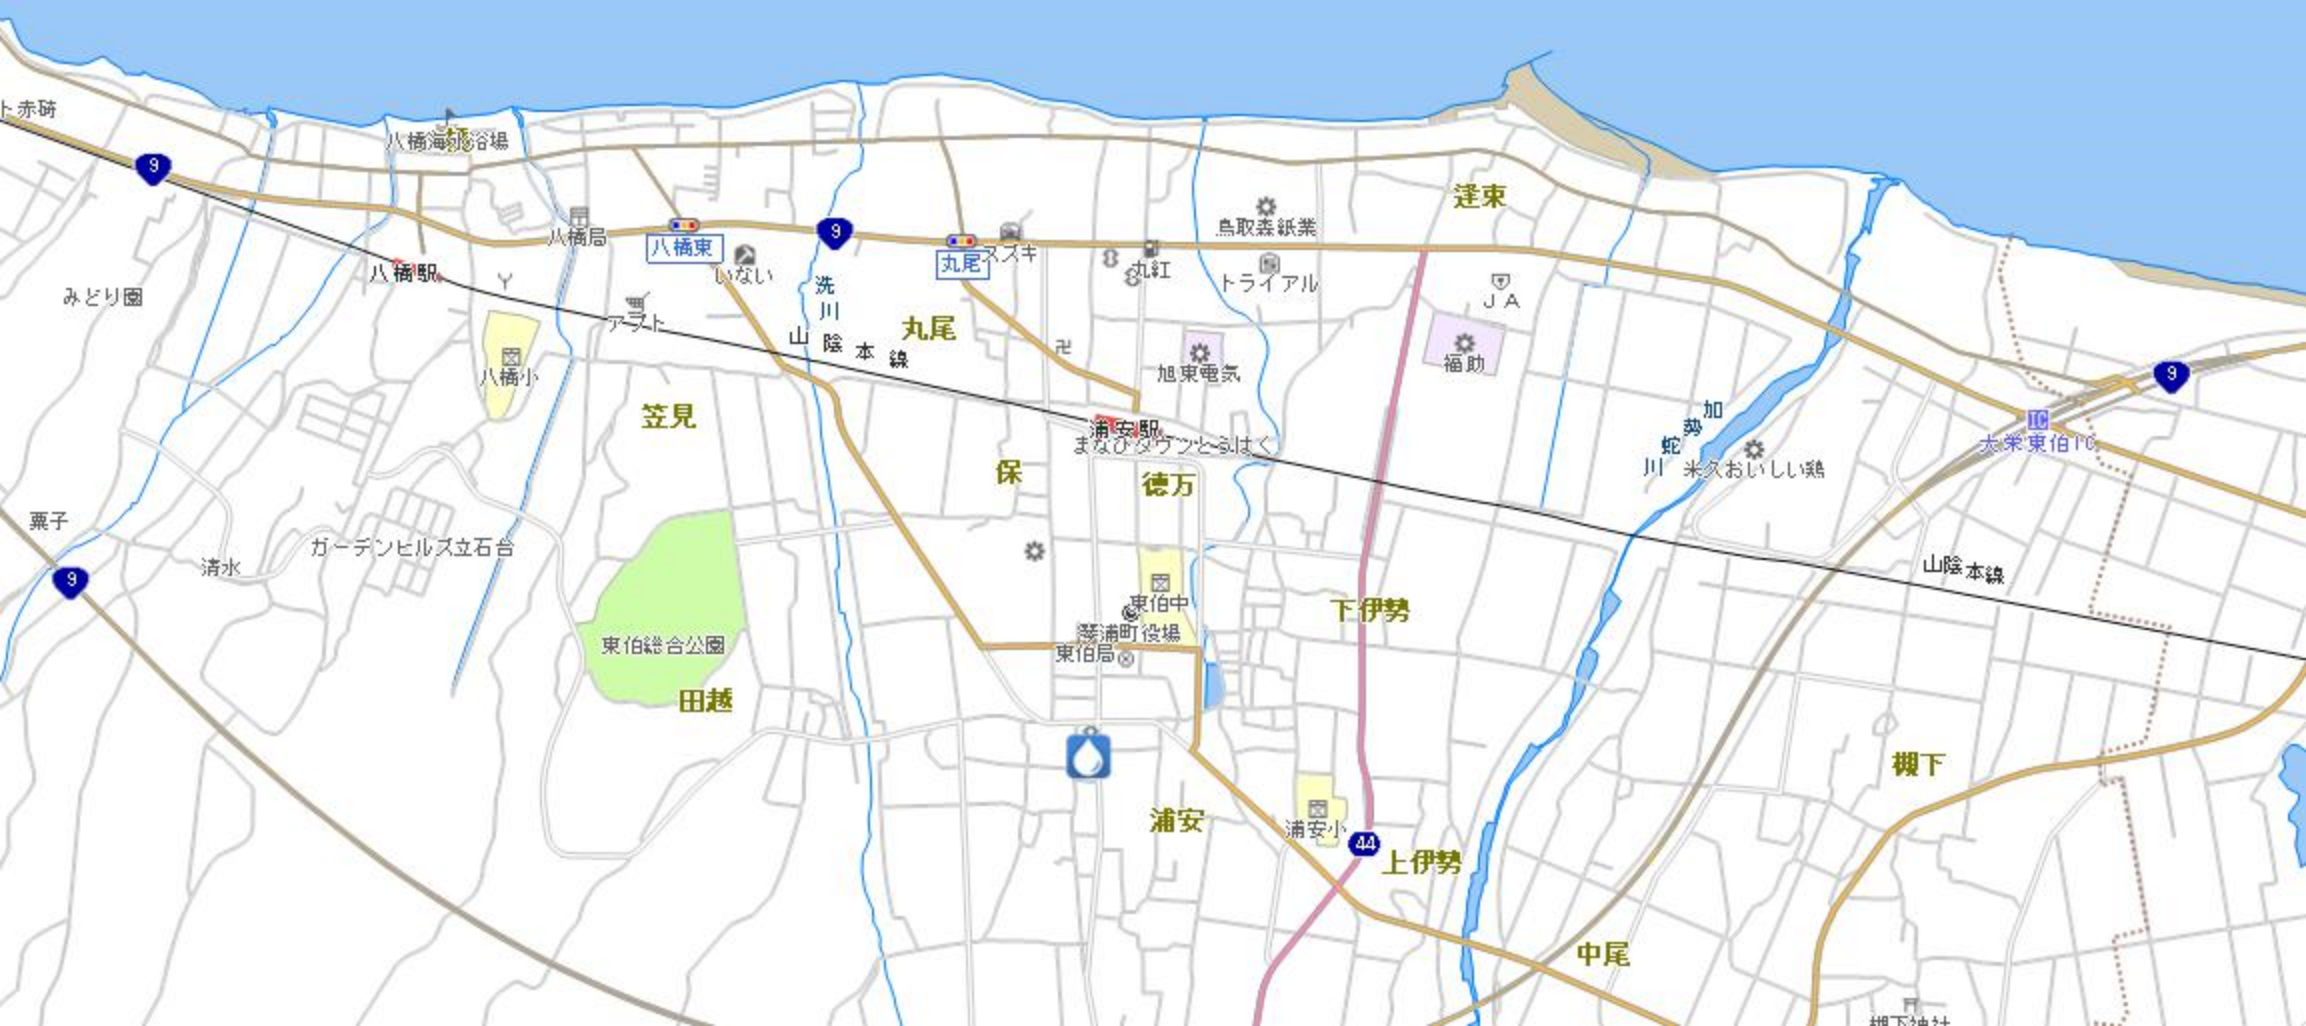 ト赤碕
八橋海水浴場
9
逢束
八橋局
鳥取森紙業
9
八橋東
スズキ
丸尾
丸紅
いない
八橋駅
トライアル
洗川
みどり園
JA
アプト
丸尾
山陰本線
福助
旭東電気
八橋小
9
加勢蛇川
笠見
浦安駅
まなびタウンとうはく
IC
大栄東伯IC
米久おいしい鶏
保
徳万
粟子
ガーデンヒルズ立石台
清水
山陰本線
9
東伯中
下伊勢
琴浦町役場
東伯総合公園
東伯局
田越
槻下
浦安
浦安小
44
上伊勢
中尾
槻下神社